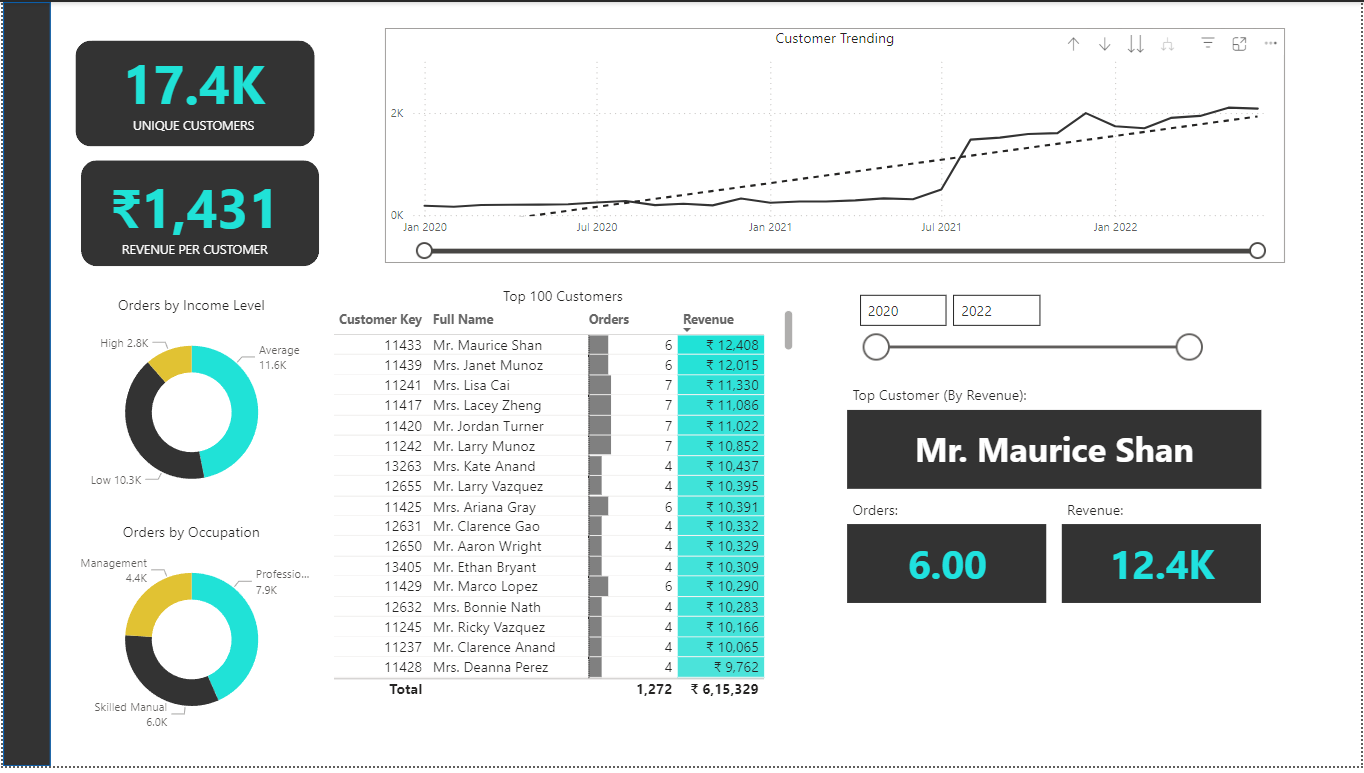 17.4K
UNIQUE CUSTOMERS
₹1,431
REVENUE PER CUSTOMER
Customer Trending
2K
0K
Jan 2020 Jul 2020 Jan 2021 Jul 2021 Jan 2022
Orders by Income Level
High 2.8K
Average
11.6K
Low 10.3K
Orders by Occupation
Management
4.4K
Professio...
7.9K
Skilled Manual
6.0K
Top 100 Customers
Customer Key Full Name Orders Revenue
11433 Mr. Maurice Shan 6 ₹ 12,408
11439 Mrs. Janet Munoz 6 ₹ 12,015
11241 Mrs. Lisa Cai 7 ₹ 11,330
11417 Mrs. Lacey Zheng 7 ₹ 11,086
11420 Mr. Jordan Turner 7 ₹ 11,022
11242 Mr. Larry Munoz 7 ₹ 10,852
13263 Mrs. Kate Anand 4 ₹ 10,437
12655 Mr. Larry Vazquez 4 ₹ 10,395
11425 Mrs. Ariana Gray 6 ₹ 10,391
12631 Mr. Clarence Gao 4 ₹ 10,332
12650 Mr. Aaron Wright 4 ₹ 10,329
13405 Mr. Ethan Bryant 4 ₹ 10,309
11429 Mr. Marco Lopez 6 ₹ 10,290
12632 Mrs. Bonnie Nath 4 ₹ 10,283
11245 Mr. Ricky Vazquez 4 ₹ 10,166
11237 Mr. Clarence Anand 4 ₹ 10,065
11428 Mrs. Deanna Perez 4 ₹ 9,762
Total 1,272 ₹ 6,15,329
2020 2022
Top Customer (By Revenue):
Mr. Maurice Shan
Orders: Revenue:
6.00 12.4K